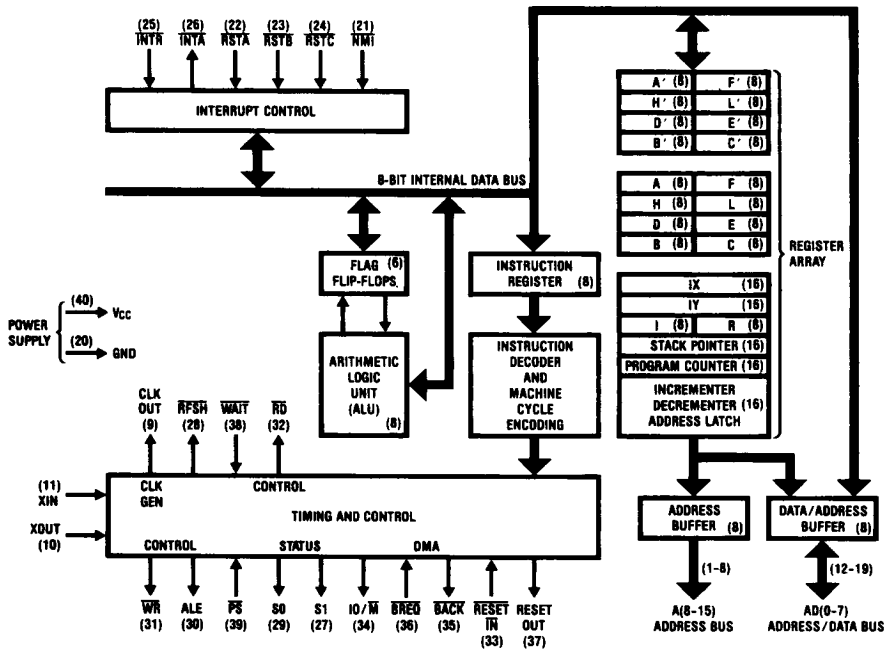 (25) (26) (22) (23) (24) (21)
INTR INTA RSTA RSTB RSTC NMI
INTERRUPT CONTROL
8-BIT INTERNAL DATA BUS
A' (8) F' (8)
H' (8) L' (8)
D' (8) E' (8)
B' (8) C' (8)
A (8) F (8)
H (8) L (8)
D (8) E (8)
B (8) C (8)
REGISTER
ARRAY
IX (16)
IY (16)
I (8) R (8)
STACK POINTER (16)
PROGRAM COUNTER (16)
INCREMENTER
DECREMENTER (16)
ADDRESS LATCH
FLAG (6)
FLIP-FLOPS
INSTRUCTION
REGISTER (8)
POWER
SUPPLY
(40)
VCC
(20)
GND
ARITHMETIC
LOGIC
UNIT
(ALU)
(8)
INSTRUCTION
DECODER
AND
MACHINE
CYCLE
ENCODING
CLK
OUT RFSH WAIT RD
(9) (28) (38) (32)
CLK
GEN
CONTROL
(11)
XIN
XOUT
(10)
TIMING AND CONTROL
CONTROL STATUS DMA
WR ALE PS S0 S1 IO/M BREQ BACK RESET IN RESET OUT
(31) (30) (39) (29) (27) (34) (36) (35) (33) (37)
ADDRESS
BUFFER (8)
DATA/ADDRESS
BUFFER (8)
(1-8) (12-19)
A(8-15)
ADDRESS BUS
AD(0-7)
ADDRESS/DATA BUS